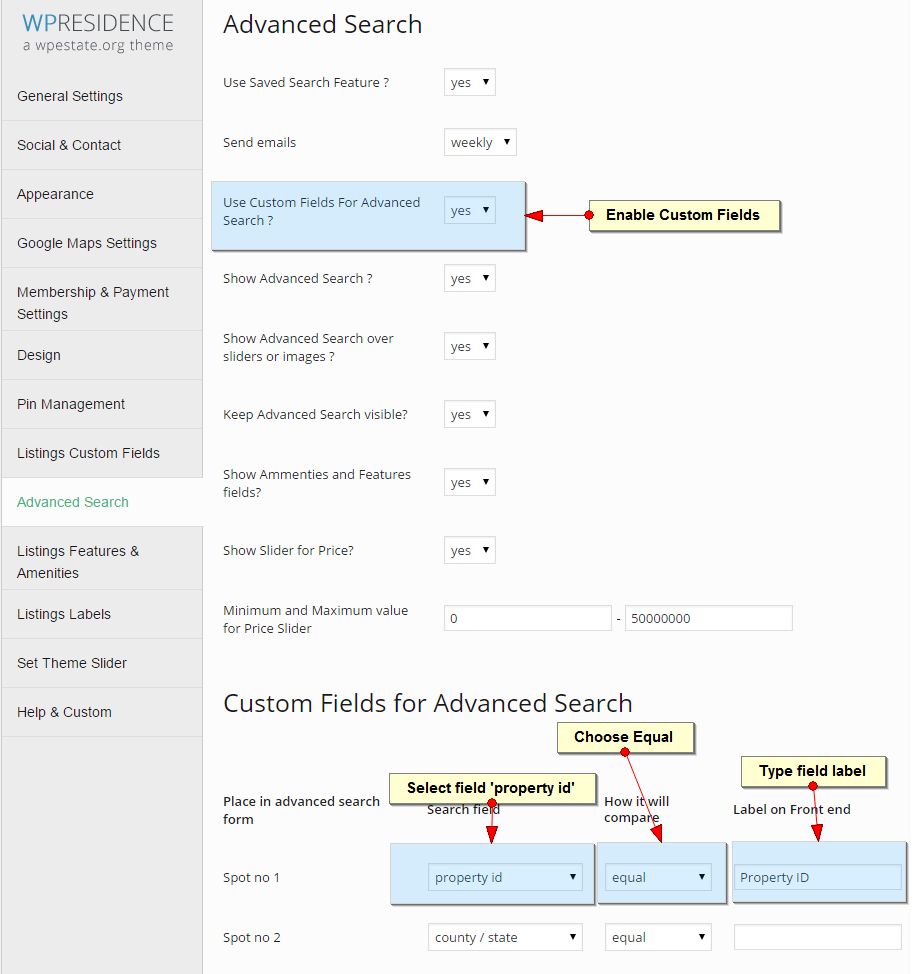 WPRESIDENCE
a wpestate.org theme
General Settings
Social & Contact
Appearance
Google Maps Settings
Membership & Payment
Settings
Design
Pin Management
Listings Custom Fields
Advanced Search
Listings Features &
Amenities
Listings Labels
Set Theme Slider
Help & Custom
Advanced Search
Use Saved Search Feature ? yes
Send emails weekly
Use Custom Fields For Advanced
Search ? yes
Enable Custom Fields
Show Advanced Search ? yes
Show Advanced Search over
sliders or images ? yes
Keep Advanced Search visible? yes
Show Ammenties and Features
fields? yes
Show Slider for Price? yes
Minimum and Maximum value
for Price Slider 0 - 50000000
Custom Fields for Advanced Search
Choose Equal
Type field label
Select field 'property id'
Place in advanced search
form
Search field
How it will
compare
Label on Front end
Spot no 1 property id equal Property ID
Spot no 2 county / state equal